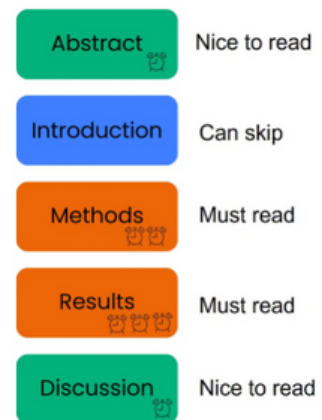 Abstract Nice to read
Introduction Can skip
Methods Must read
Results Must read
Discussion Nice to read